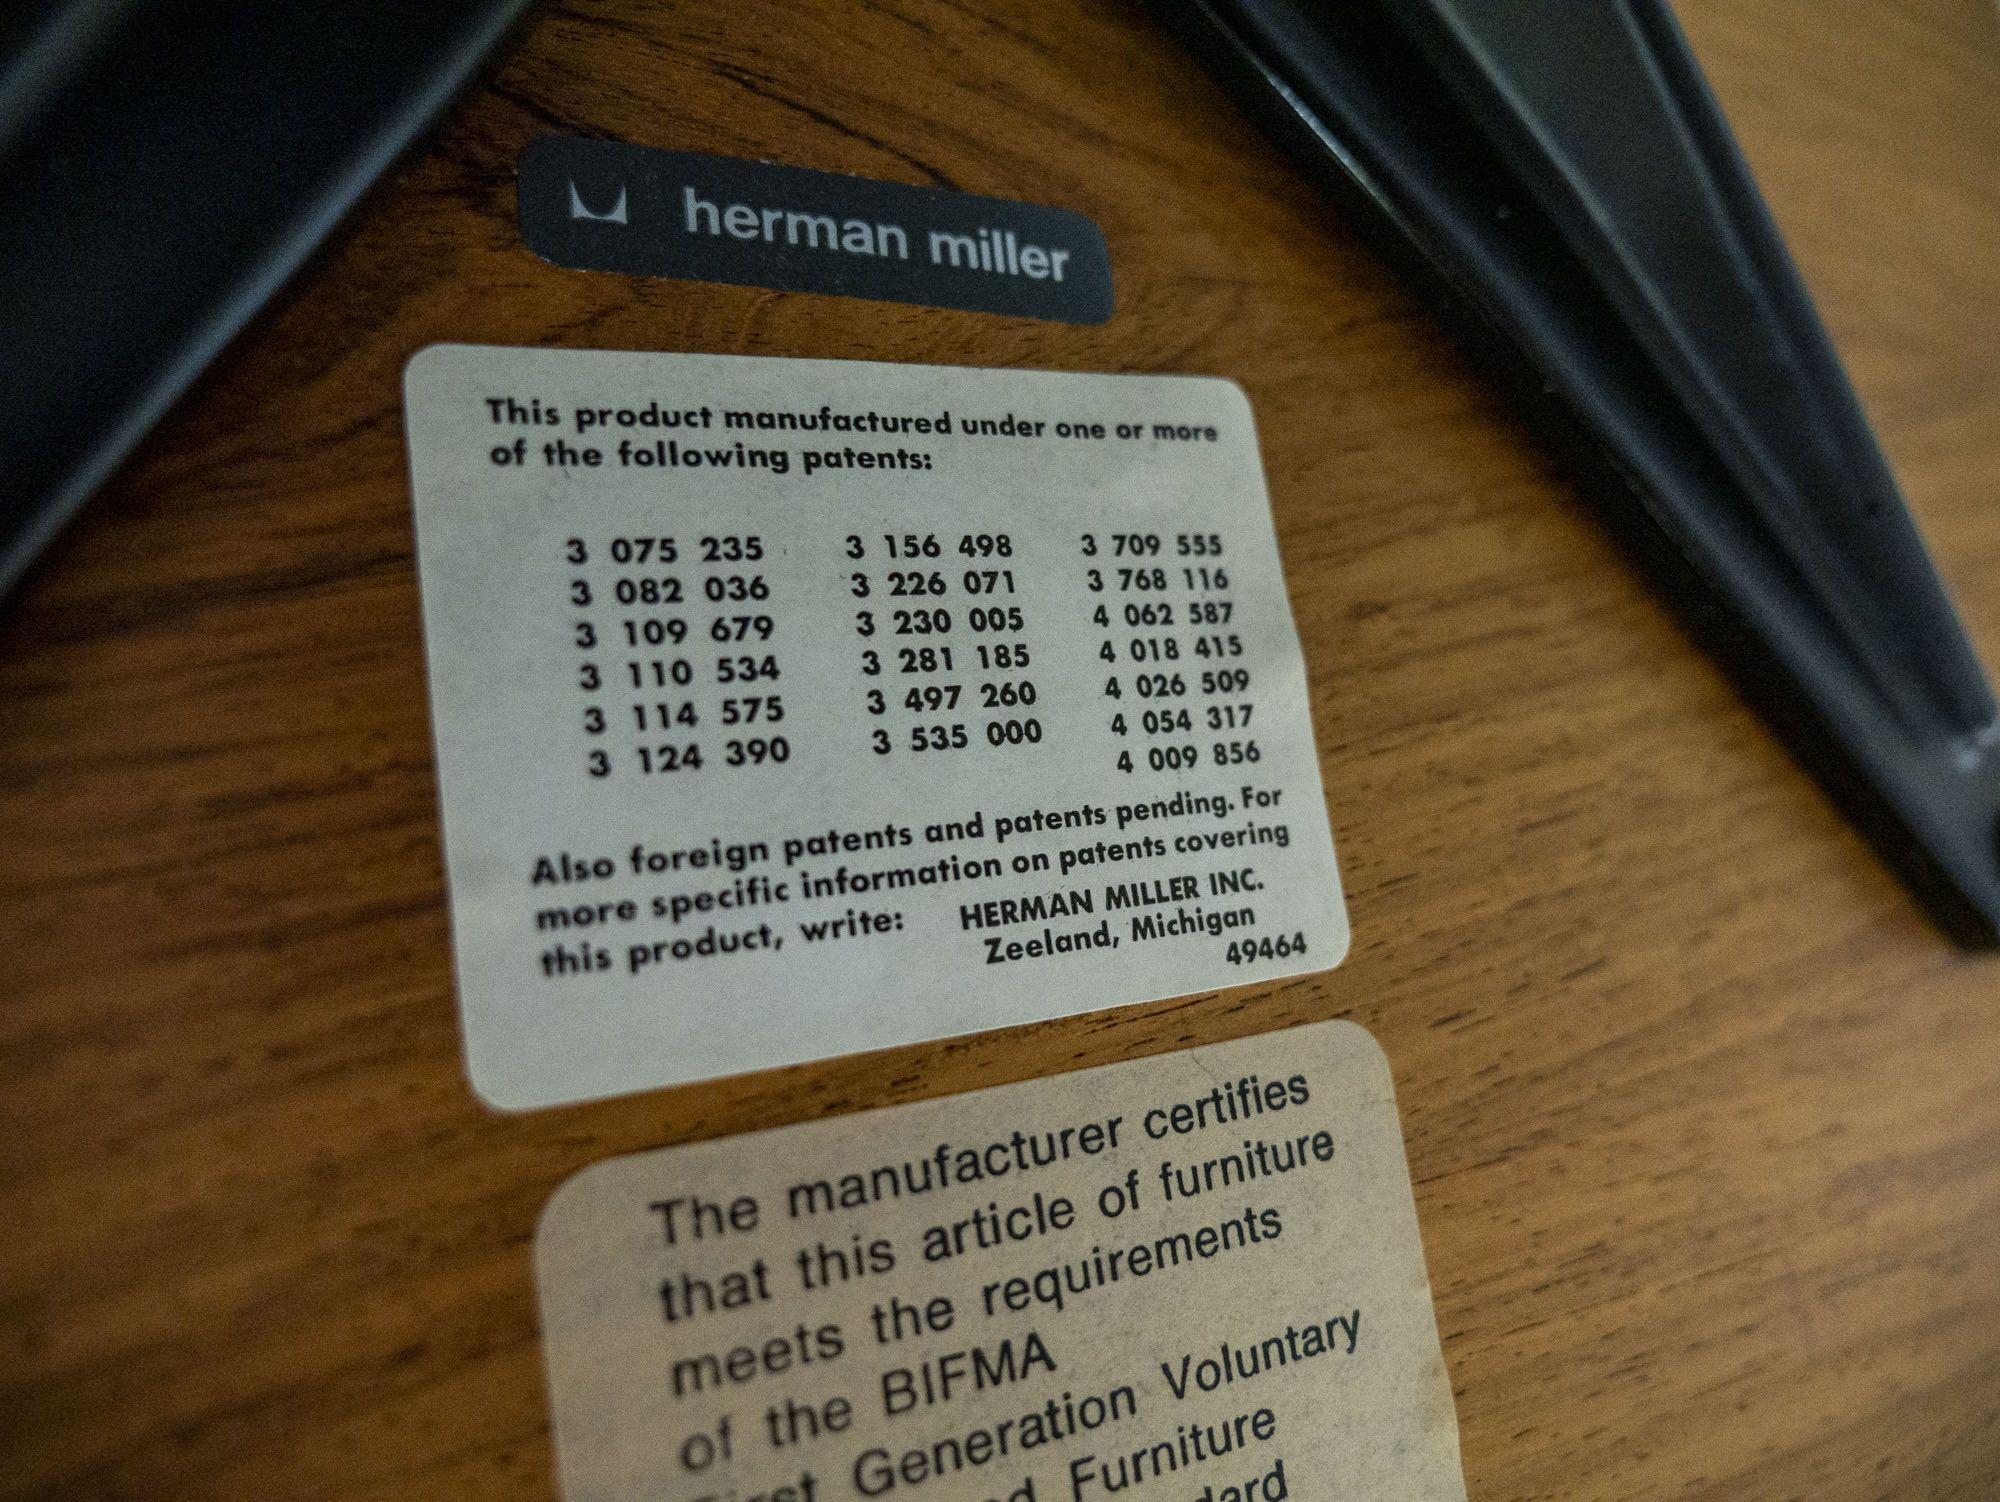 herman miller
This product manufactured under one or more
of the following patents:
3 075 235 3 156 498 3 709 555
3 082 036 3 226 071 3 768 116
3 109 679 3 230 005 4 062 587
3 110 534 3 281 185 4 018 415
3 114 575 3 497 260 4 026 509
3 124 390 3 535 000 4 054 317
4 009 856
Also foreign patents and patents pending. For
more specific information on patents covering
this product, write: HERMAN MILLER INC.
Zeeland, Michigan
49464
The manufacturer certifies
that this article of furniture
meets the requirements
of the BIFMA
First Generation Voluntary
Furniture